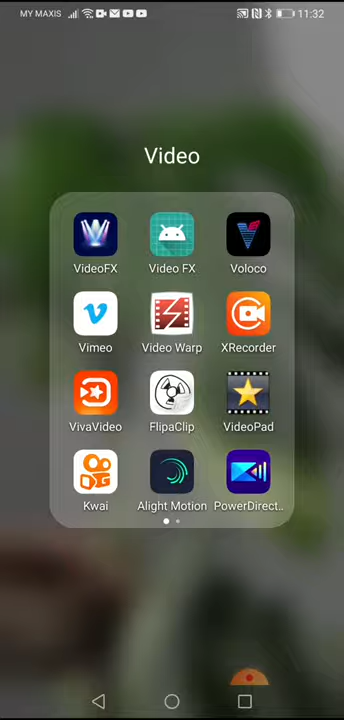 MY MAXIS
11:32
Video
VideoFX
Video FX
Voloco
Vimeo
Video Warp
XRecorder
VivaVideo
FlipaClip
VideoPad
Kwai
Alight Motion
PowerDirect..